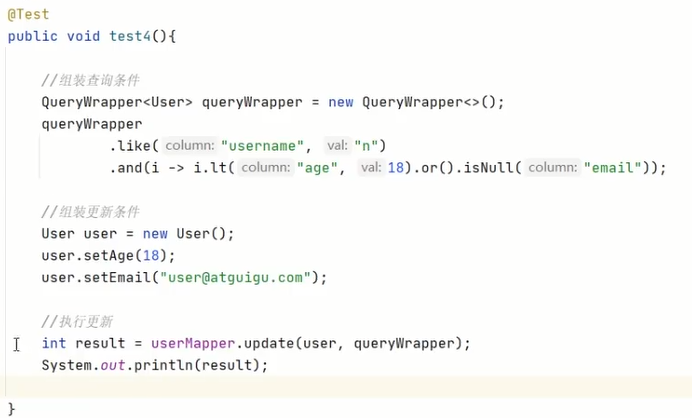 @Test
public void test4(){
//组装查询条件
QueryWrapper<User> queryWrapper = new QueryWrapper<>();
queryWrapper
.like( column: "username", val: "n")
.and(i -> i.lt( column: "age", val: 18).or().isNull( column: "email"));
//组装更新条件
User user = new User();
user.setAge(18);
user.setEmail("user@atguigu.com");
//执行更新
int result = userMapper.update(user, queryWrapper);
System.out.println(result);
}